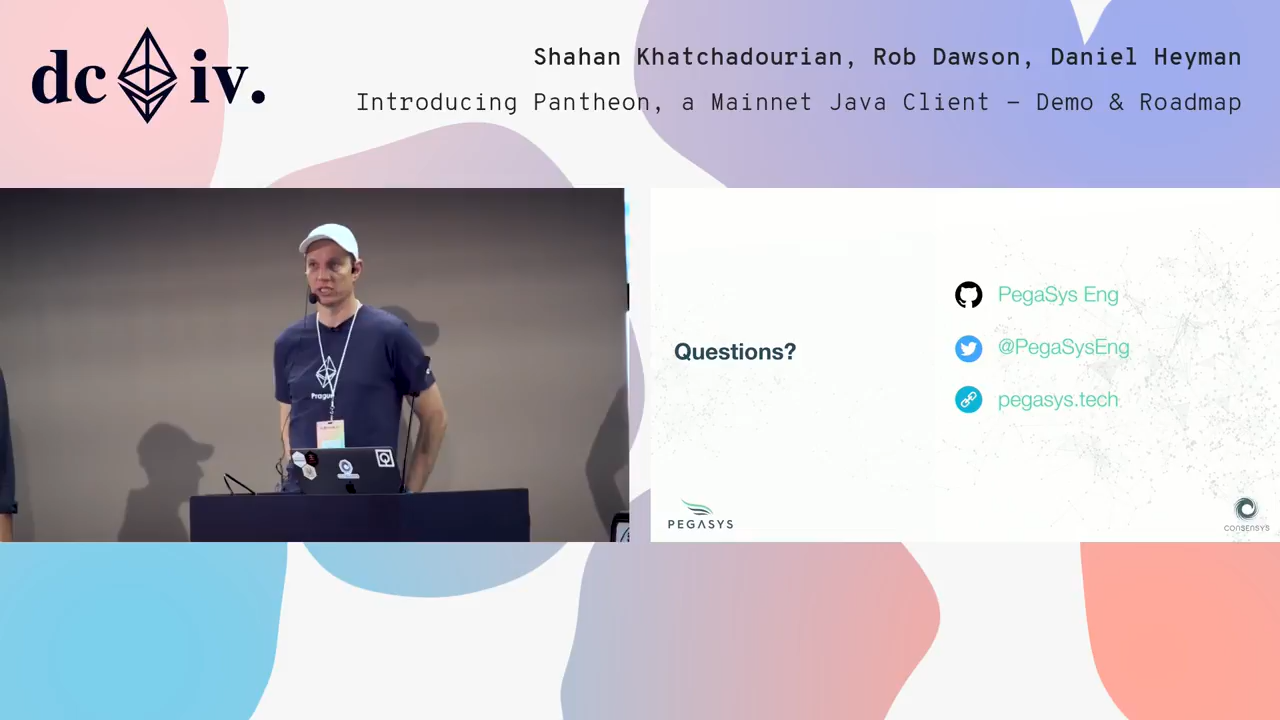 dc iv.
Shahan Khatchadourian, Rob Dawson, Daniel Heyman
Introducing Pantheon, a Mainnet Java Client – Demo & Roadmap
Prague
Questions?
PegaSys Eng
@PegaSysEng
pegasys.tech
PEGASYS
CONSENSYS